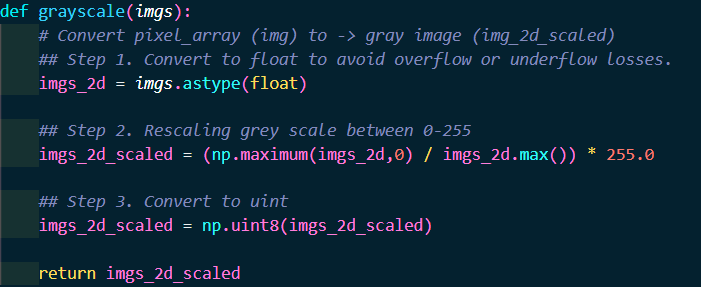 def grayscale(imgs):
    # Convert pixel_array (img) to -> gray image (img_2d_scaled)
    ## Step 1. Convert to float to avoid overflow or underflow losses.
    imgs_2d = imgs.astype(float)
    ## Step 2. Rescaling grey scale between 0-255
    imgs_2d_scaled = (np.maximum(imgs_2d,0) / imgs_2d.max()) * 255.0
    ## Step 3. Convert to uint
    imgs_2d_scaled = np.uint8(imgs_2d_scaled)
    return imgs_2d_scaled